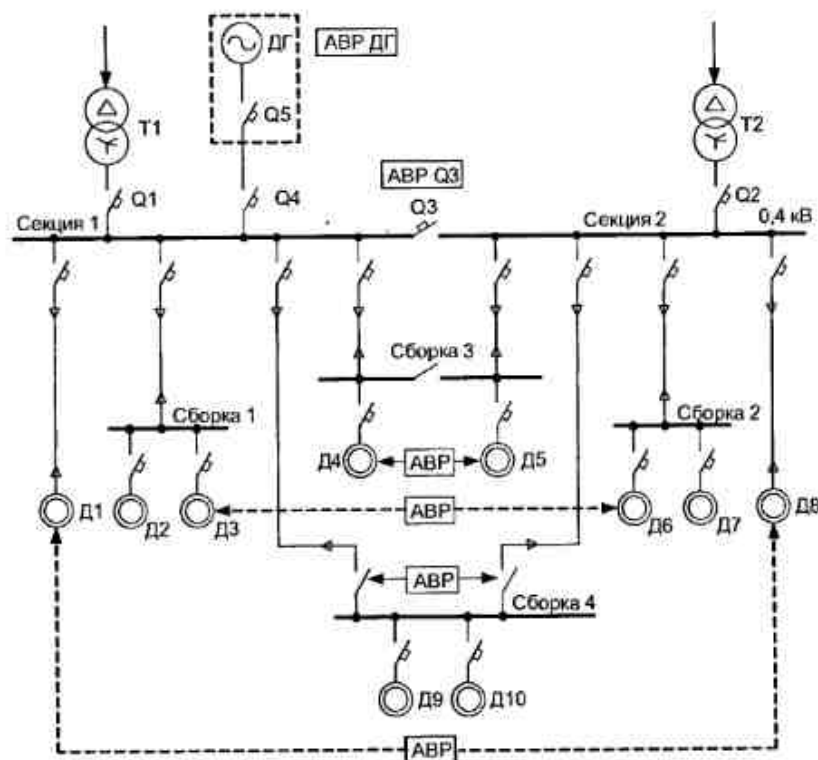 ДГ
АВР ДГ
Q5
Т1
Т2
АВР Q3
Q1
Q4
Q3
Q2
Секция 1
Секция 2
0,4 кВ
Сборка 3
Сборка 1
Сборка 2
Д4
АВР
Д5
Д1
Д2
Д3
АВР
Д6
Д7
Д8
АВР
Сборка 4
Д9
Д10
АВР